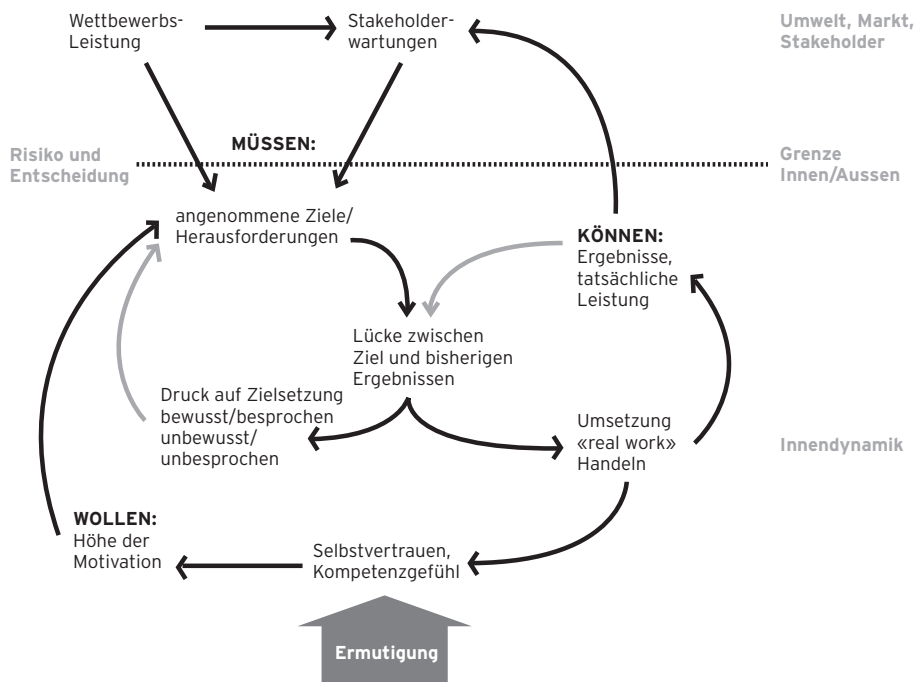 Wettbewerbs-
Leistung
Stakeholder-
wartungen
Umwelt, Markt,
Stakeholder
MÜSSEN:
Risiko und
Entscheidung
Grenze
Innen/Aussen
angenommene Ziele/
Herausforderungen
KÖNNEN:
Ergebnisse,
tatsächliche
Leistung
Lücke zwischen
Ziel und bisherigen
Ergebnissen
Druck auf Zielsetzung
bewusst/besprochen
unbewusst/
unbesprochen
Umsetzung
«real work»
Handeln
Innendynamik
WOLLEN:
Höhe der
Motivation
Selbstvertrauen,
Kompetenzgefühl
Ermutigung